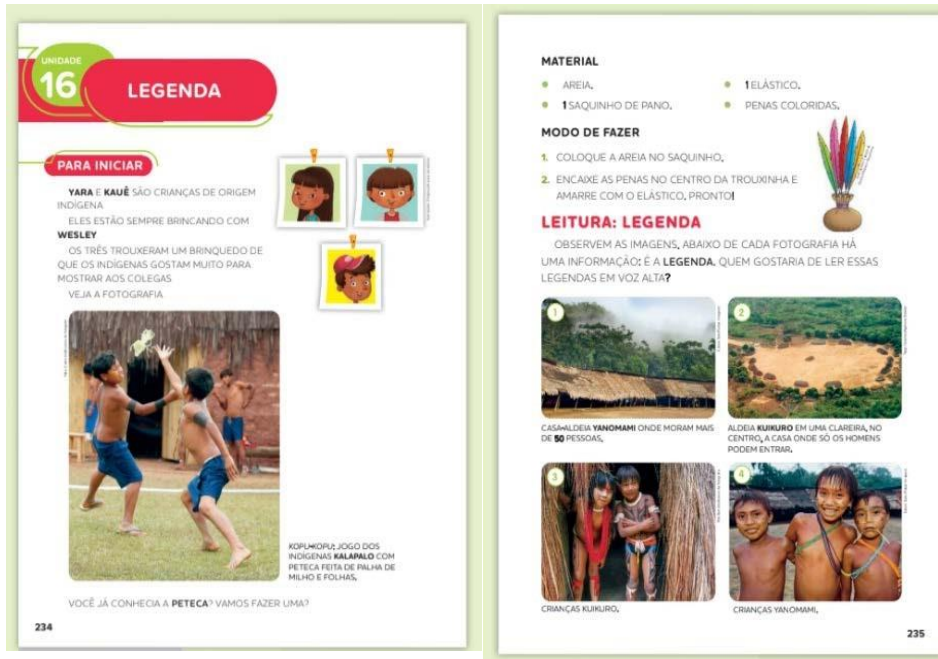 UNIDADE
16
LEGENDA
PARA INICIAR
YARA E KAUÊ SÃO CRIANÇAS DE ORIGEM
INDÍGENA
ELES ESTÃO SEMPRE BRINCANDO COM
WESLEY
OS TRÊS TROUXERAM UM BRINQUEDO DE
QUE OS INDÍGENAS GOSTAM MUITO PARA
MOSTRAR AOS COLEGAS
VEJA A FOTOGRAFIA
KOPU-KOPU: JOGO DOS
INDÍGENAS KALAPALO COM
PETECA FEITA DE PALHA DE
MILHO E FOLHAS.
VOCÊ JÁ CONHECIA A PETECA? VAMOS FAZER UMA?
234
MATERIAL
AREIA.
1 SAQUINHO DE PANO.
1 ELÁSTICO.
PENAS COLORIDAS.
MODO DE FAZER
1. COLOQUE A AREIA NO SAQUINHO.
2. ENCAIXE AS PENAS NO CENTRO DA TROUXINHA E
AMARRE COM O ELÁSTICO. PRONTO!
LEITURA: LEGENDA
OBSERVEM AS IMAGENS. ABAIXO DE CADA FOTOGRAFIA HÁ
UMA INFORMAÇÃO: É A LEGENDA. QUEM GOSTARIA DE LER ESSAS
LEGENDAS EM VOZ ALTA?
1
CASA-ALDEIA YANOMAMI ONDE MORAM MAIS
DE 50 PESSOAS.
2
ALDEIA KUIKURO EM UMA CLAREIRA. NO
CENTRO, A CASA ONDE SÓ OS HOMENS
PODEM ENTRAR.
3
CRIANÇAS KUIKURO.
4
CRIANÇAS YANOMAMI.
235